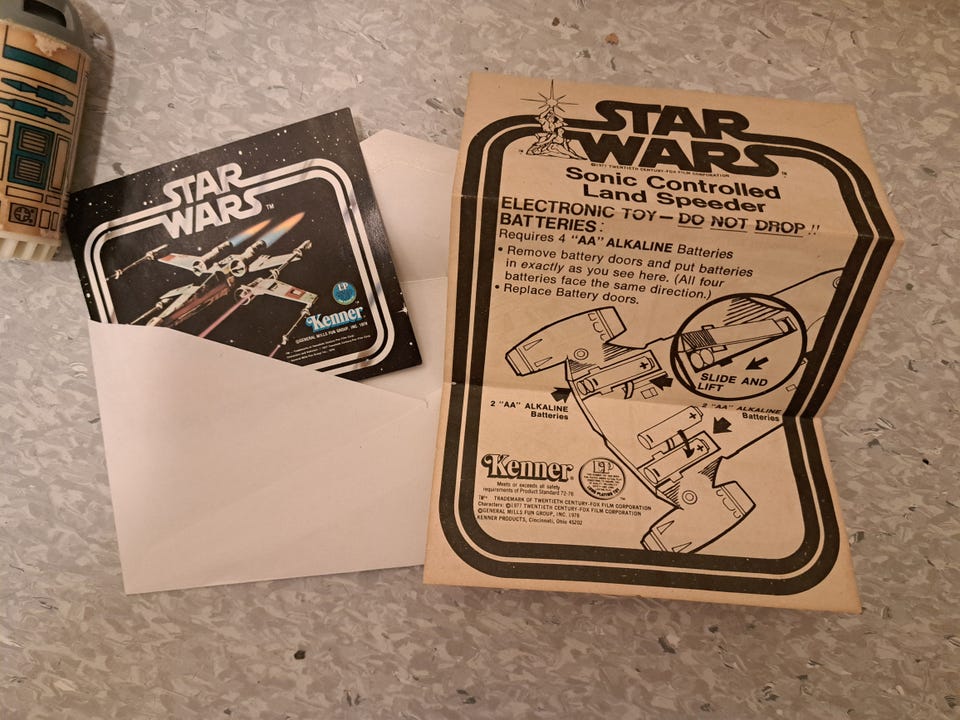 STAR
WARS™
LP
Kenner
©GENERAL MILLS FUN GROUP, INC. 1978
STAR
WARS™
©1977 TWENTIETH CENTURY-FOX FILM CORPORATION
Sonic Controlled
Land Speeder
ELECTRONIC TOY — DO NOT DROP!!
BATTERIES:
Requires 4 "AA" ALKALINE Batteries
• Remove battery doors and put batteries
in exactly as you see here. (All four
batteries face the same direction.)
• Replace Battery doors.
SLIDE AND
LIFT
2 "AA" ALKALINE
Batteries
2 "AA" ALKALINE
Batteries
Kenner
LP
Meets or exceeds all safety
requirements of Product Standard 72-76
TM* TRADEMARK OF TWENTIETH CENTURY-FOX FILM CORPORATION
Characters: ©1977 TWENTIETH CENTURY-FOX FILM CORPORATION
©GENERAL MILLS FUN GROUP, INC. 1978
KENNER PRODUCTS, Cincinnati, Ohio 45202